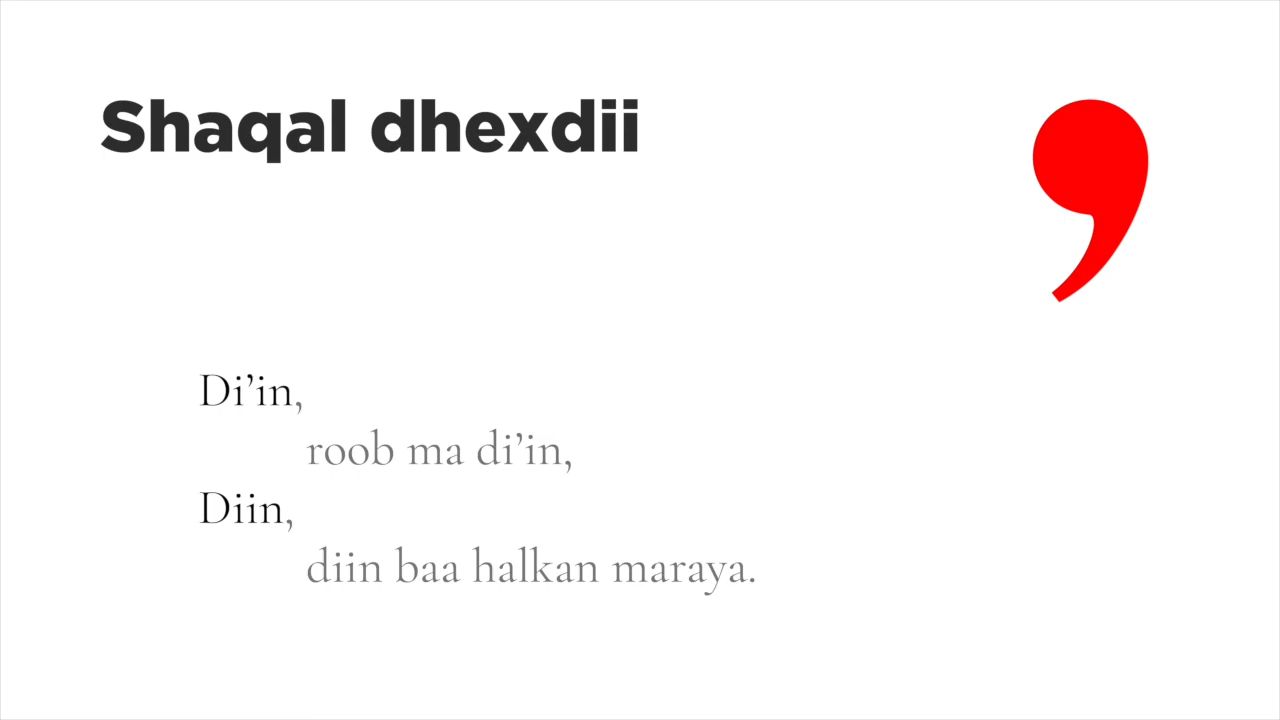 Shaqal dhexdii
’
Di’in,
roob ma di’in,
Diin,
diin baa halkan maraya.